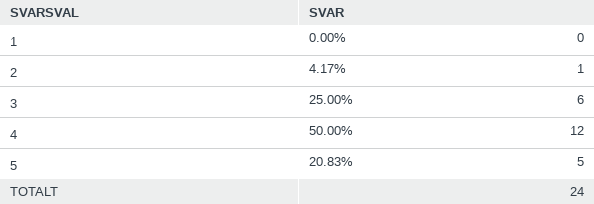 SVARSVAL SVAR
1 0.00% 0
2 4.17% 1
3 25.00% 6
4 50.00% 12
5 20.83% 5
TOTALT 24